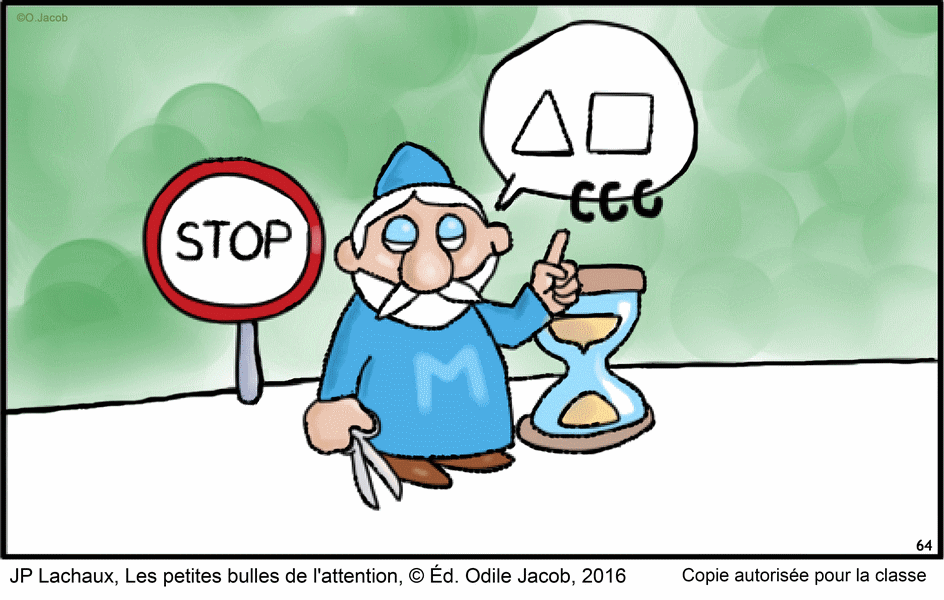 ©O.Jacob
STOP
M
64
JP Lachaux, Les petites bulles de l'attention, © Éd. Odile Jacob, 2016
Copie autorisée pour la classe